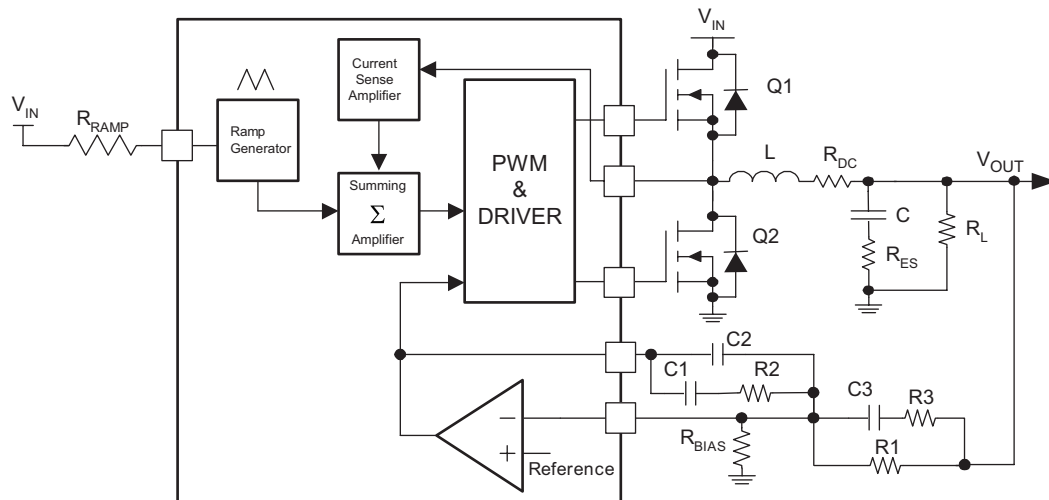 V_IN
R_RAMP
Ramp
Generator
Current
Sense
Amplifier
Summing
Σ
Amplifier
PWM
&
DRIVER
V_IN
Q1
L
R_DC
V_OUT
C
R_ES
R_L
Q2
C2
C1
R2
C3
R3
R_BIAS
R1
−
+
Reference